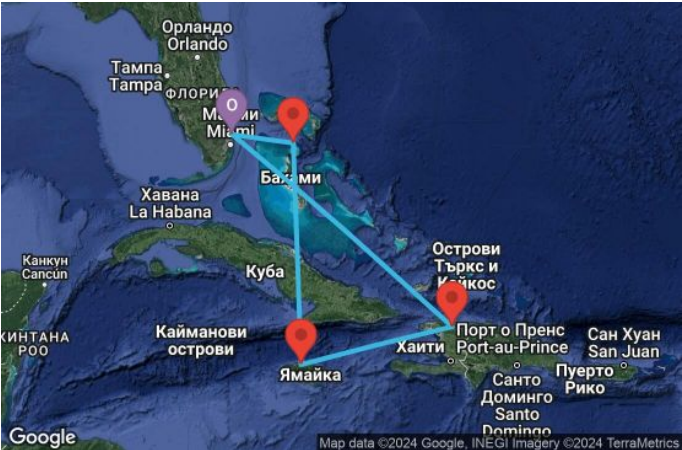 Орландо
Orlando
Тампа
Tampa
ФЛОРИДА
О
Маями
Miami
Бахами
Хавана
La Habana
Канкун
Cancún
Куба
Острови
Търкс и
Кайкос
КИНТАНА
РОО
Кайманови
острови
Порт о Пренс
Хаити Port-au-Prince
Сан Хуан
San Juan
Ямайка
Санто
Доминго
Santo
Domingo
Пуерто
Рико
Google
Map data ©2024 Google, INEGI Imagery ©2024 TerraMetrics